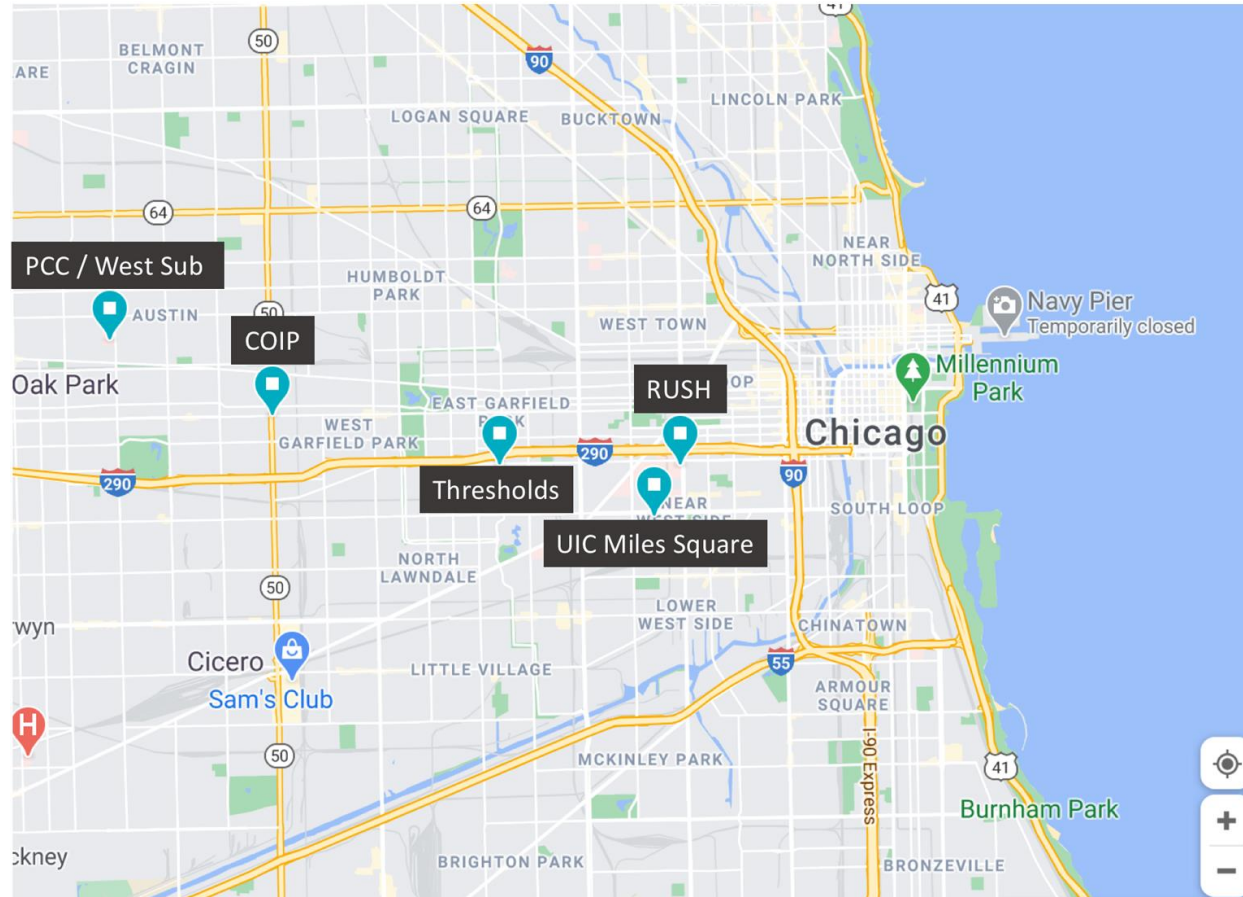 41
BELMONT
CRAGIN
50
ARE
90
LINCOLN PARK
LOGAN SQUARE
BUCKTOWN
64
64
NEAR
NORTH SIDE
PCC / West Sub
HUMBOLDT
PARK
41
Navy Pier
Temporarily closed
AUSTIN
50
WEST TOWN
COIP
Millennium
Park
Oak Park
RUSH
OOP
EAST GARFIELD
PARK
WEST
GARFIELD PARK
Chicago
290
290
90
Thresholds
NEAR
WEST SIDE
SOUTH LOOP
UIC Miles Square
NORTH
LAWNDALE
50
LOWER
WEST SIDE
CHINATOWN
rwyn
Cicero
Sam's Club
LITTLE VILLAGE
55
ARMOUR
SQUARE
H
50
MCKINLEY PARK
I-90 Express
41
Burnham Park
+
ckney
BRIGHTON PARK
BRONZEVILLE
−